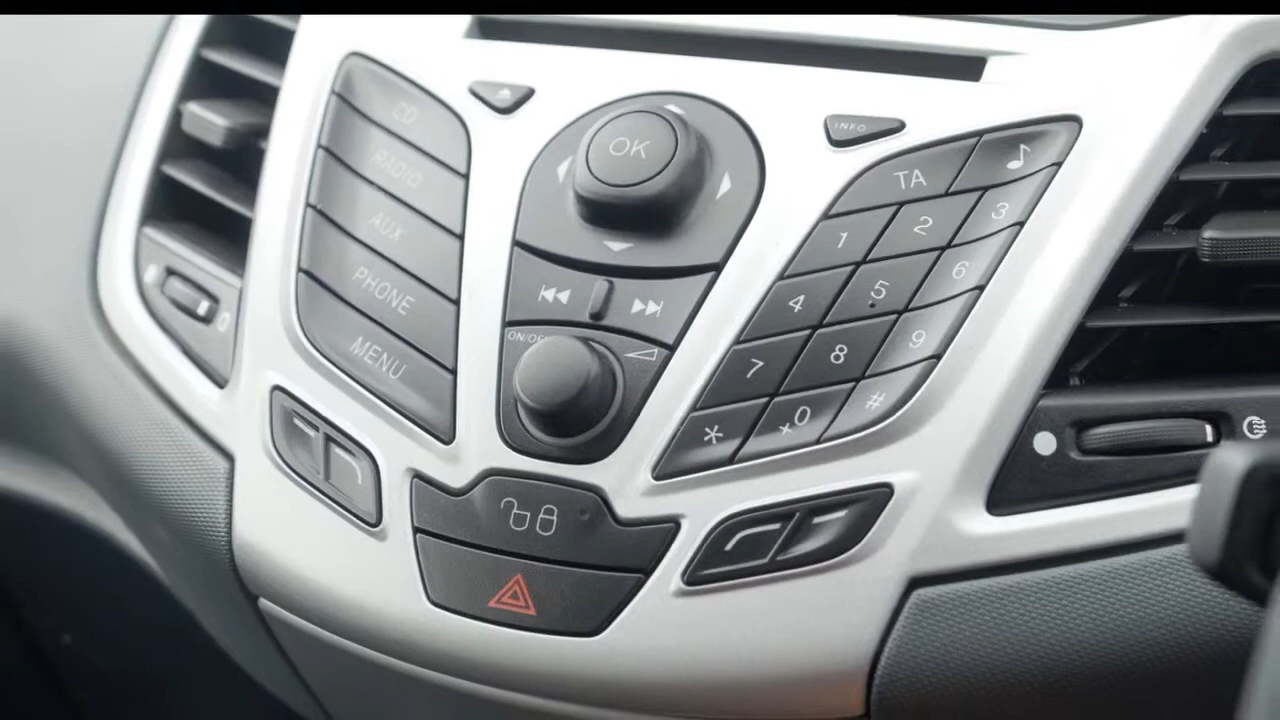 CD
RADIO
AUX
PHONE
MENU
OK
ON/OFF
INFO
TA
1 2 3
4 5 6
7 8 9
* +0 #